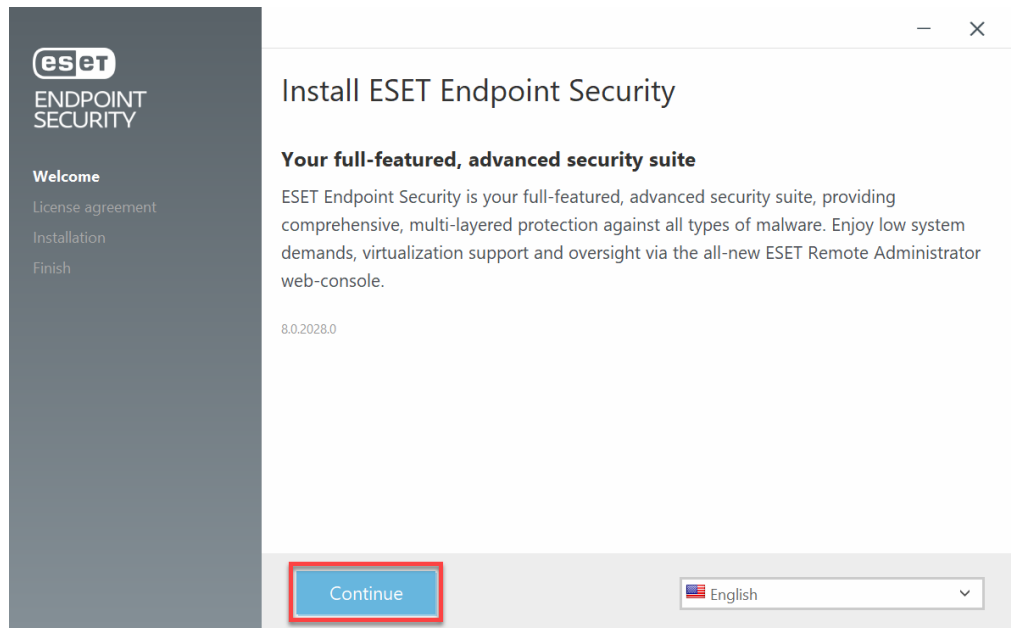 eset
ENDPOINT
SECURITY
Welcome
License agreement
Installation
Finish
Install ESET Endpoint Security
Your full-featured, advanced security suite
ESET Endpoint Security is your full-featured, advanced security suite, providing
comprehensive, multi-layered protection against all types of malware. Enjoy low system
demands, virtualization support and oversight via the all-new ESET Remote Administrator
web-console.
8.0.2028.0
Continue
English